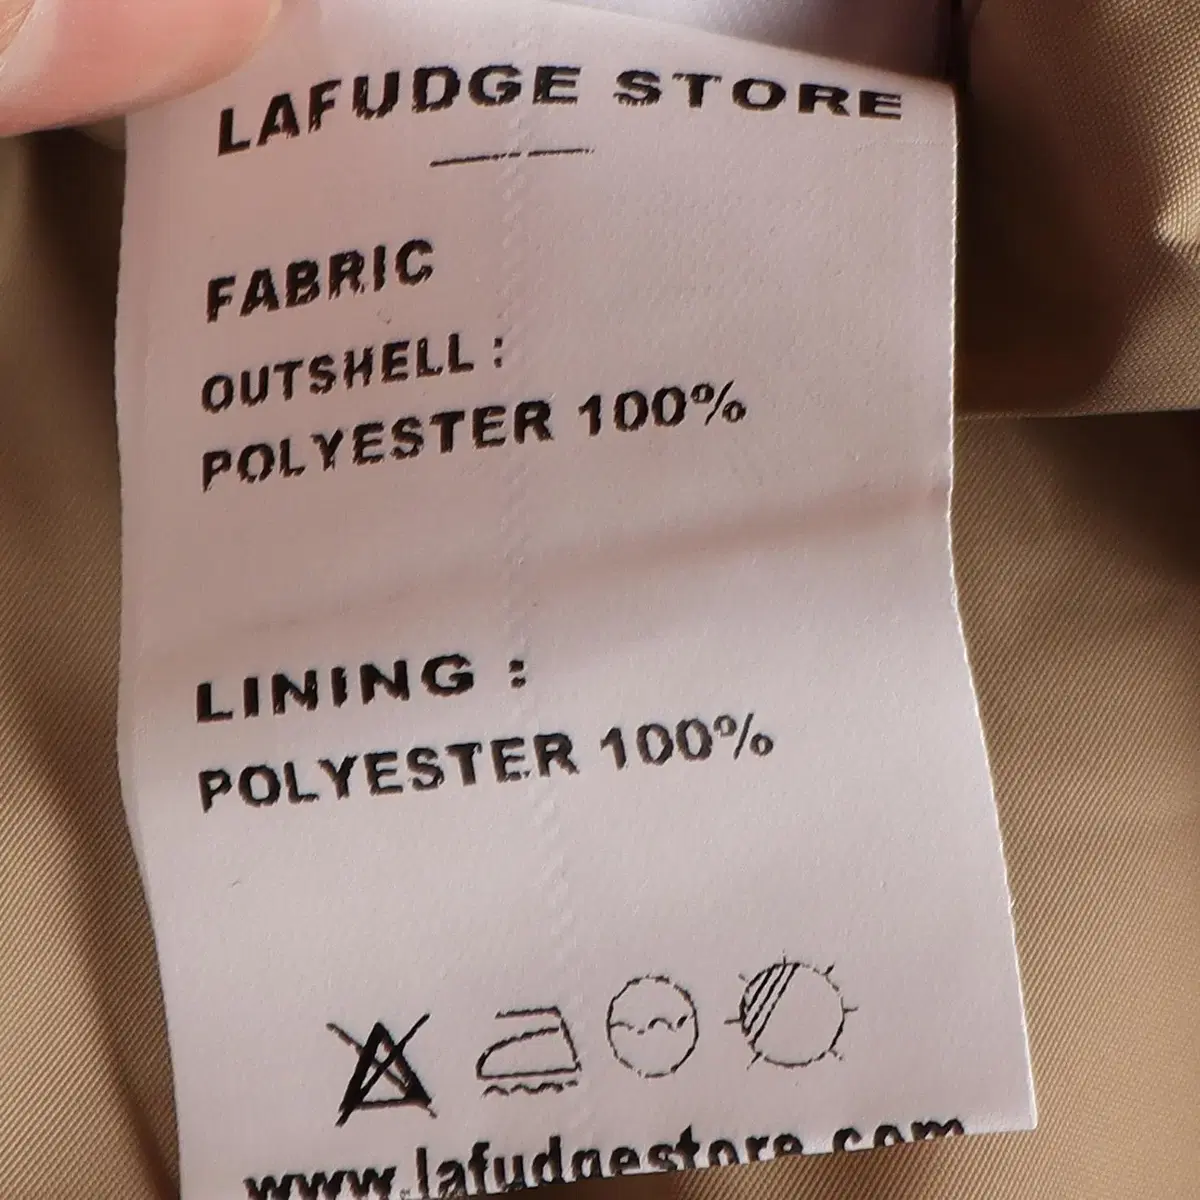 LAFUDGE STORE
FABRIC
OUTSHELL :
POLYESTER 100%
LINING :
POLYESTER 100%
www.lafudgestore.com